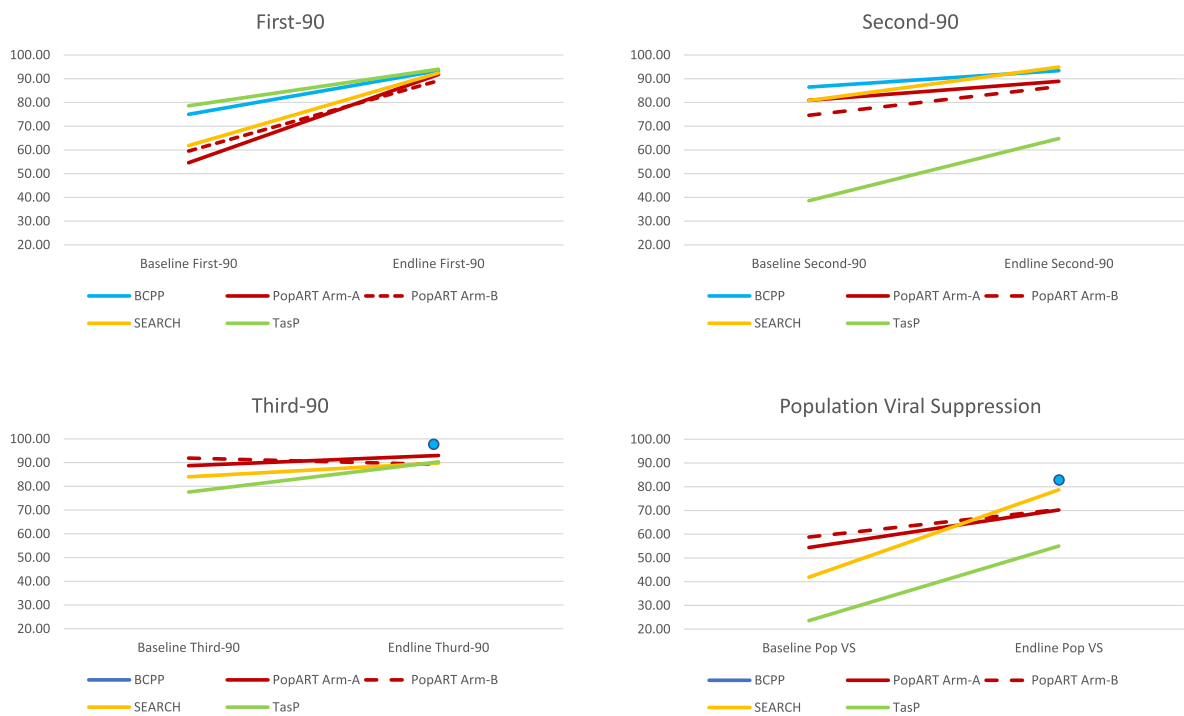 First-90
100.00
90.00
80.00
70.00
60.00
50.00
40.00
30.00
20.00
Baseline First-90 Endline First-90
BCPP PopART Arm-A PopART Arm-B
SEARCH TasP
Second-90
100.00
90.00
80.00
70.00
60.00
50.00
40.00
30.00
20.00
Baseline Second-90 Endline Second-90
BCPP PopART Arm-A PopART Arm-B
SEARCH TasP
Third-90
100.00
90.00
80.00
70.00
60.00
50.00
40.00
30.00
20.00
Baseline Third-90 Endline Thurd-90
BCPP PopART Arm-A PopART Arm-B
SEARCH TasP
Population Viral Suppression
100.00
90.00
80.00
70.00
60.00
50.00
40.00
30.00
20.00
Baseline Pop VS Endline Pop VS
BCPP PopART Arm-A PopART Arm-B
SEARCH TasP